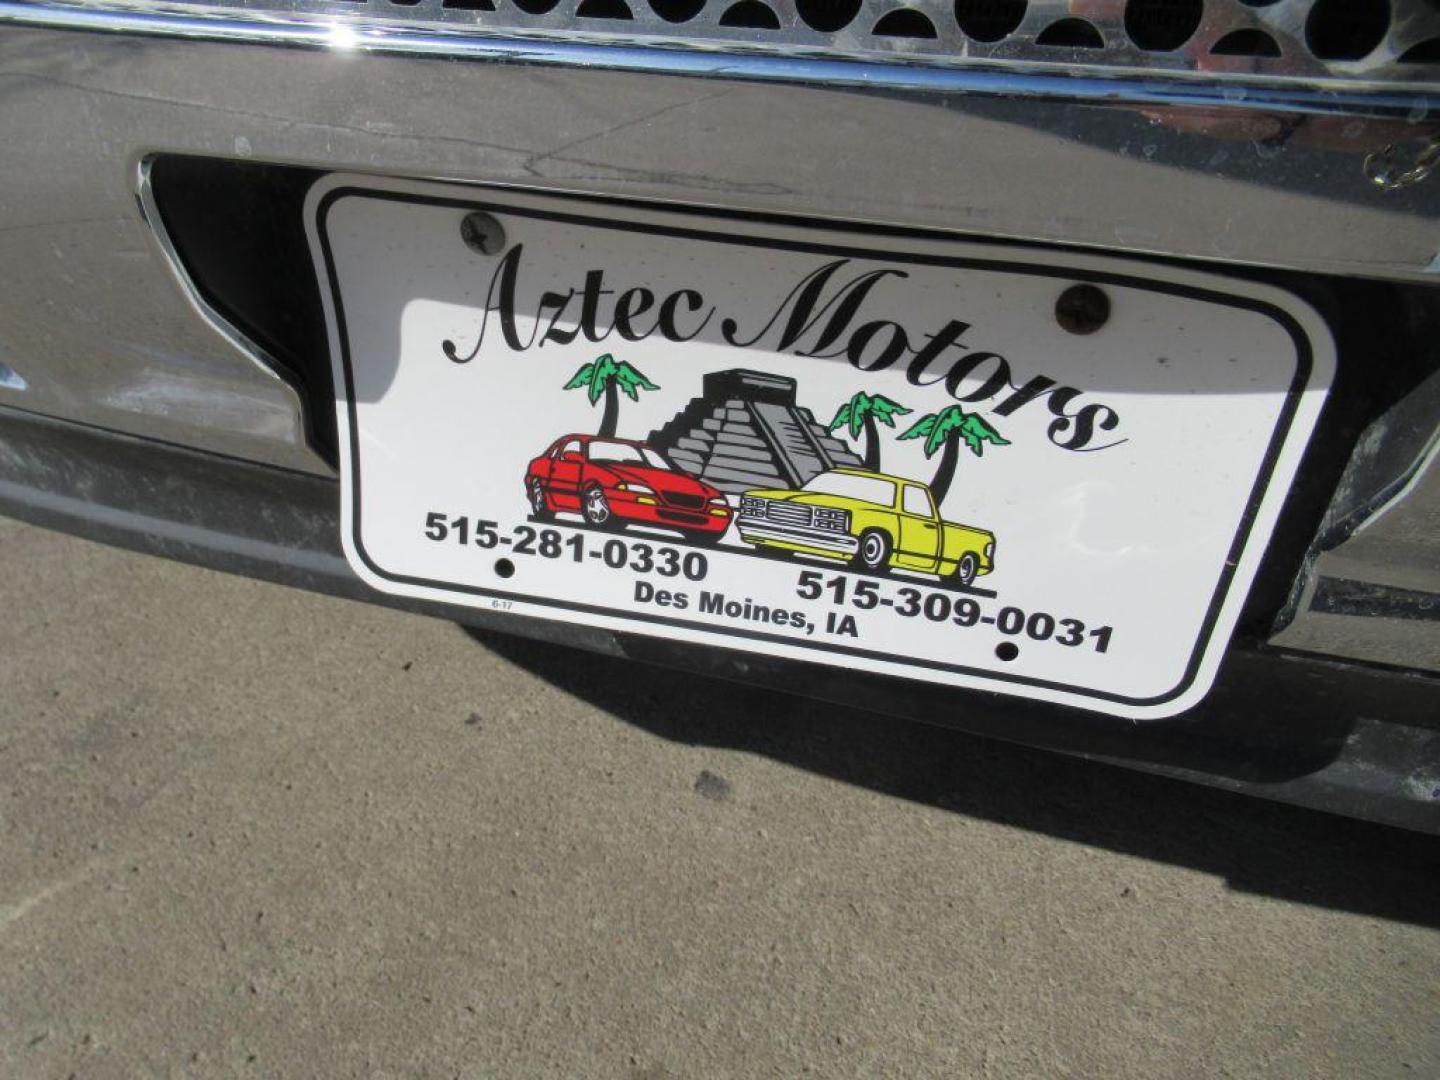 Aztec Motors
515-281-0330
515-309-0031
Des Moines, IA
6-17